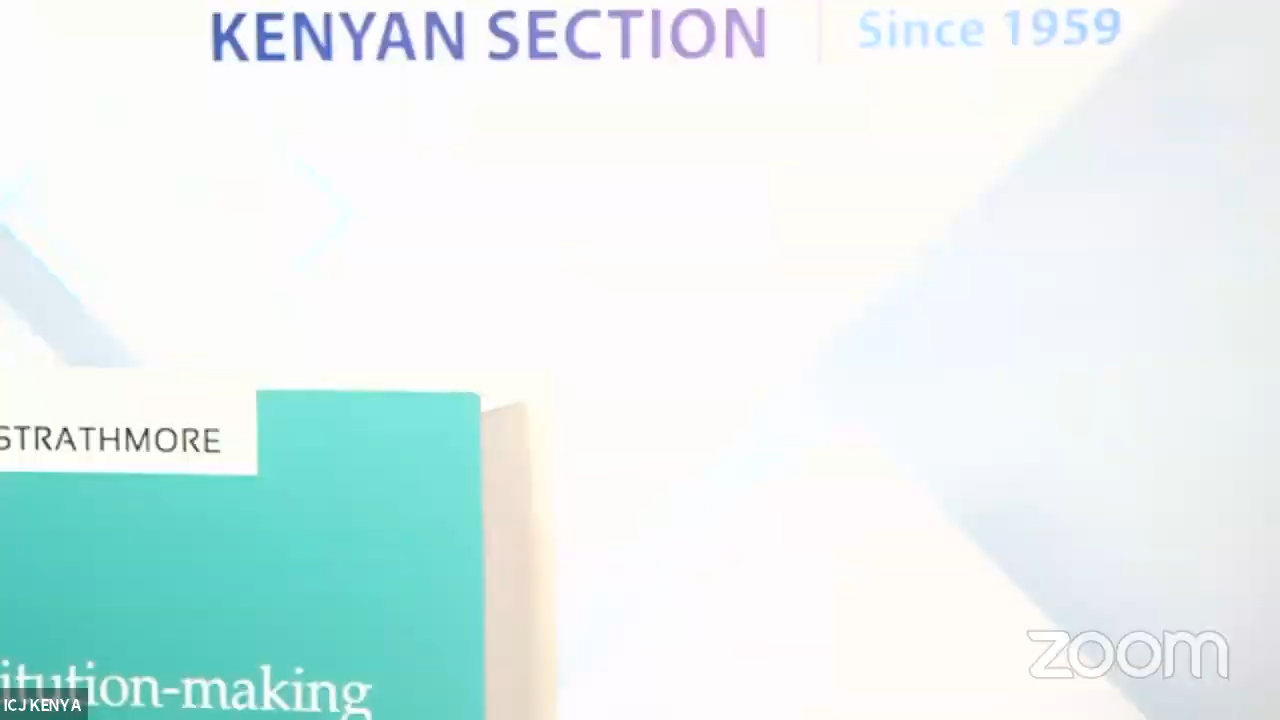 KENYAN SECTION Since 1959
STRATHMORE
itution-making
ICJ KENYA
zoom